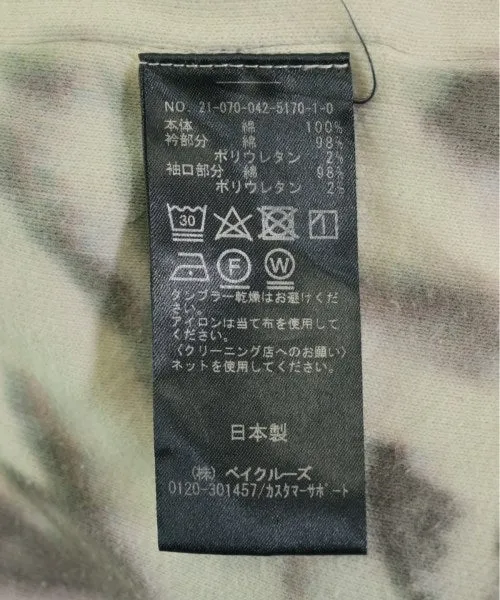 NO. 21-070-042-5170-1-0
本体 綿 100%
衿部分 綿 98%
ポリウレタン 2%
袖口部分 綿 98%
ポリウレタン 2%
30
F W
タンブラー乾燥はお避けくだ
さい。
アイロンは当て布を使用して
ください。
〈クリーニング店へのお願い〉
ネットを使用してください。
日本製
(株) ベイクルーズ
0120-301457/カスタマーサポート